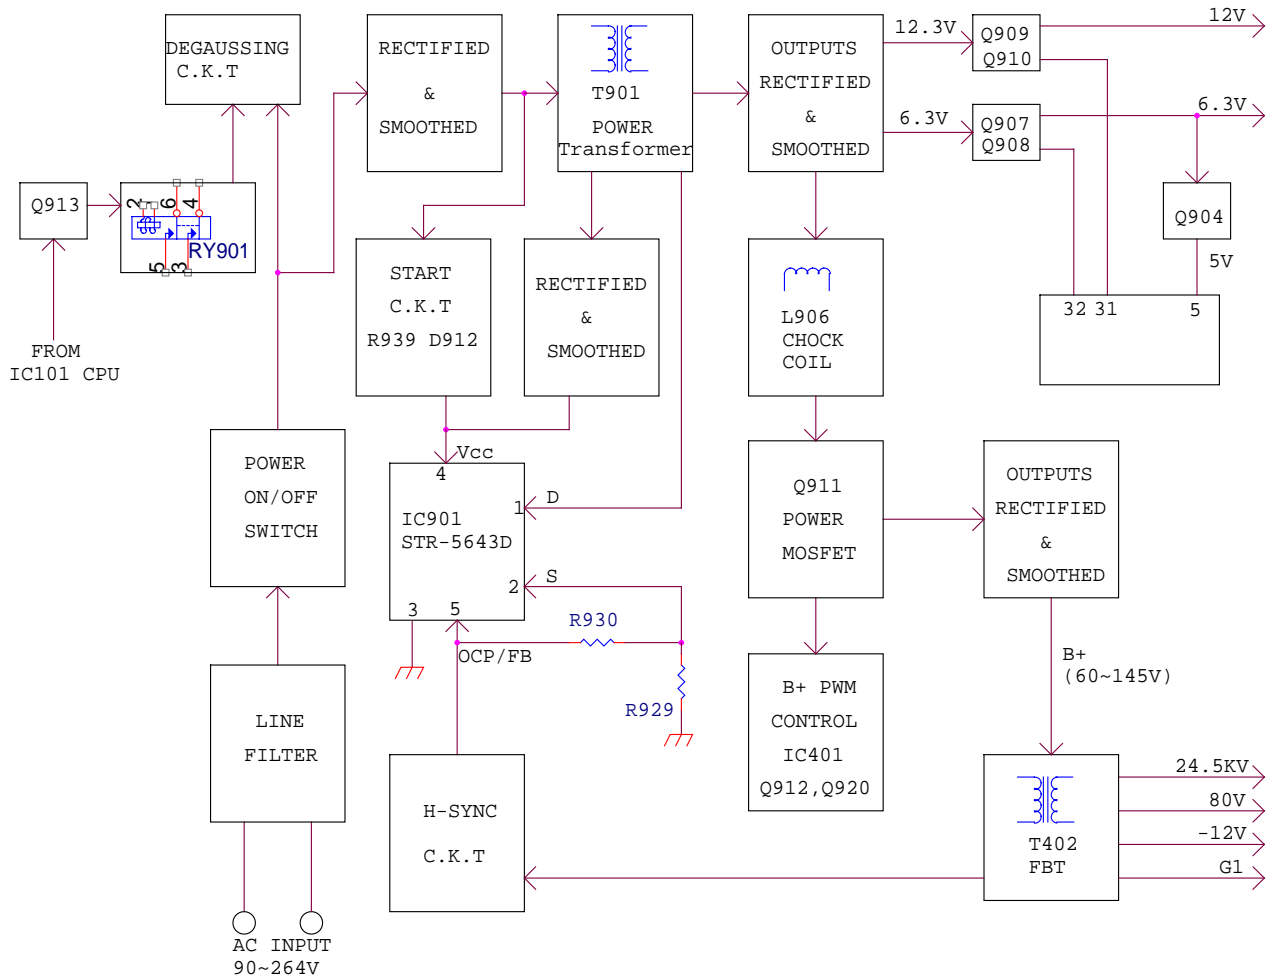 DEGAUSSING
C.K.T
RECTIFIED
&
SMOOTHED
T901
POWER
Transformer
OUTPUTS
RECTIFIED
&
SMOOTHED
12.3V
Q909
Q910
12V
6.3V
Q907
Q908
6.3V
Q904
5V
32 31 5
Q913
2 1 6 4
RY901
5 3
FROM
IC101 CPU
START
C.K.T
R939 D912
RECTIFIED
&
SMOOTHED
L906
CHOCK
COIL
POWER
ON/OFF
SWITCH
Vcc
4
1 D
IC901
STR-5643D
2 S
3 5
OCP/FB
R930
R929
Q911
POWER
MOSFET
OUTPUTS
RECTIFIED
&
SMOOTHED
B+
(60~145V)
LINE
FILTER
B+ PWM
CONTROL
IC401
Q912,Q920
H-SYNC
C.K.T
T402
FBT
24.5KV
80V
-12V
G1
AC INPUT
90~264V